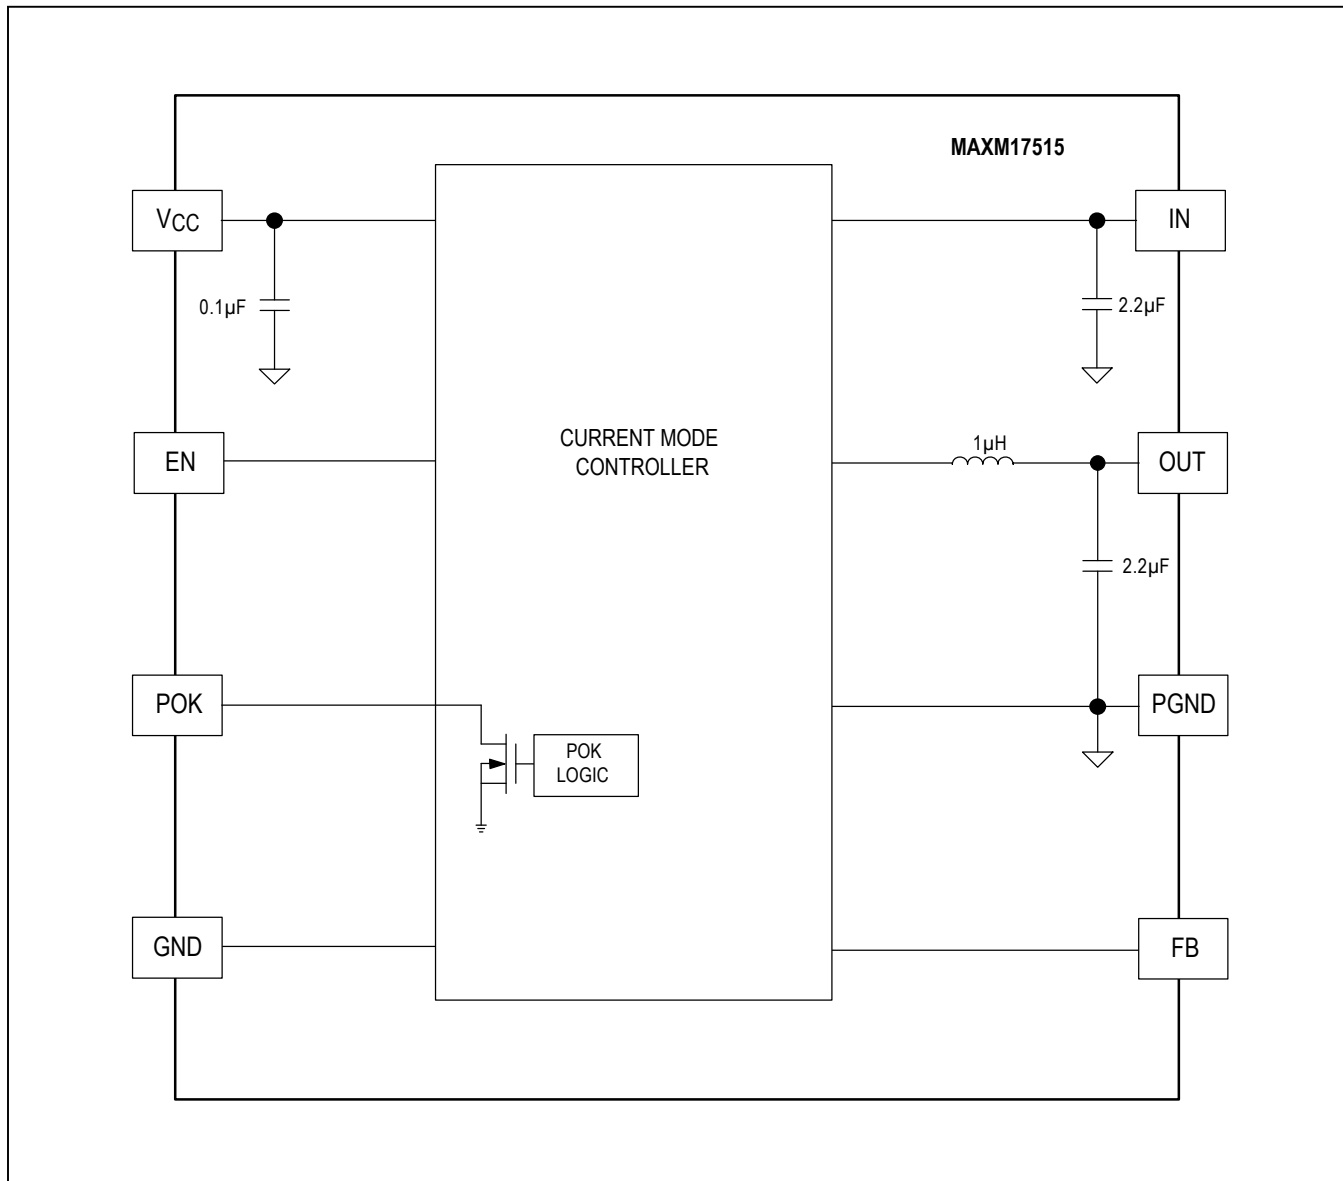 MAXM17515
VCC
IN
0.1µF
2.2µF
CURRENT MODE
CONTROLLER
EN
1µH
OUT
2.2µF
POK
PGND
POK
LOGIC
GND
FB